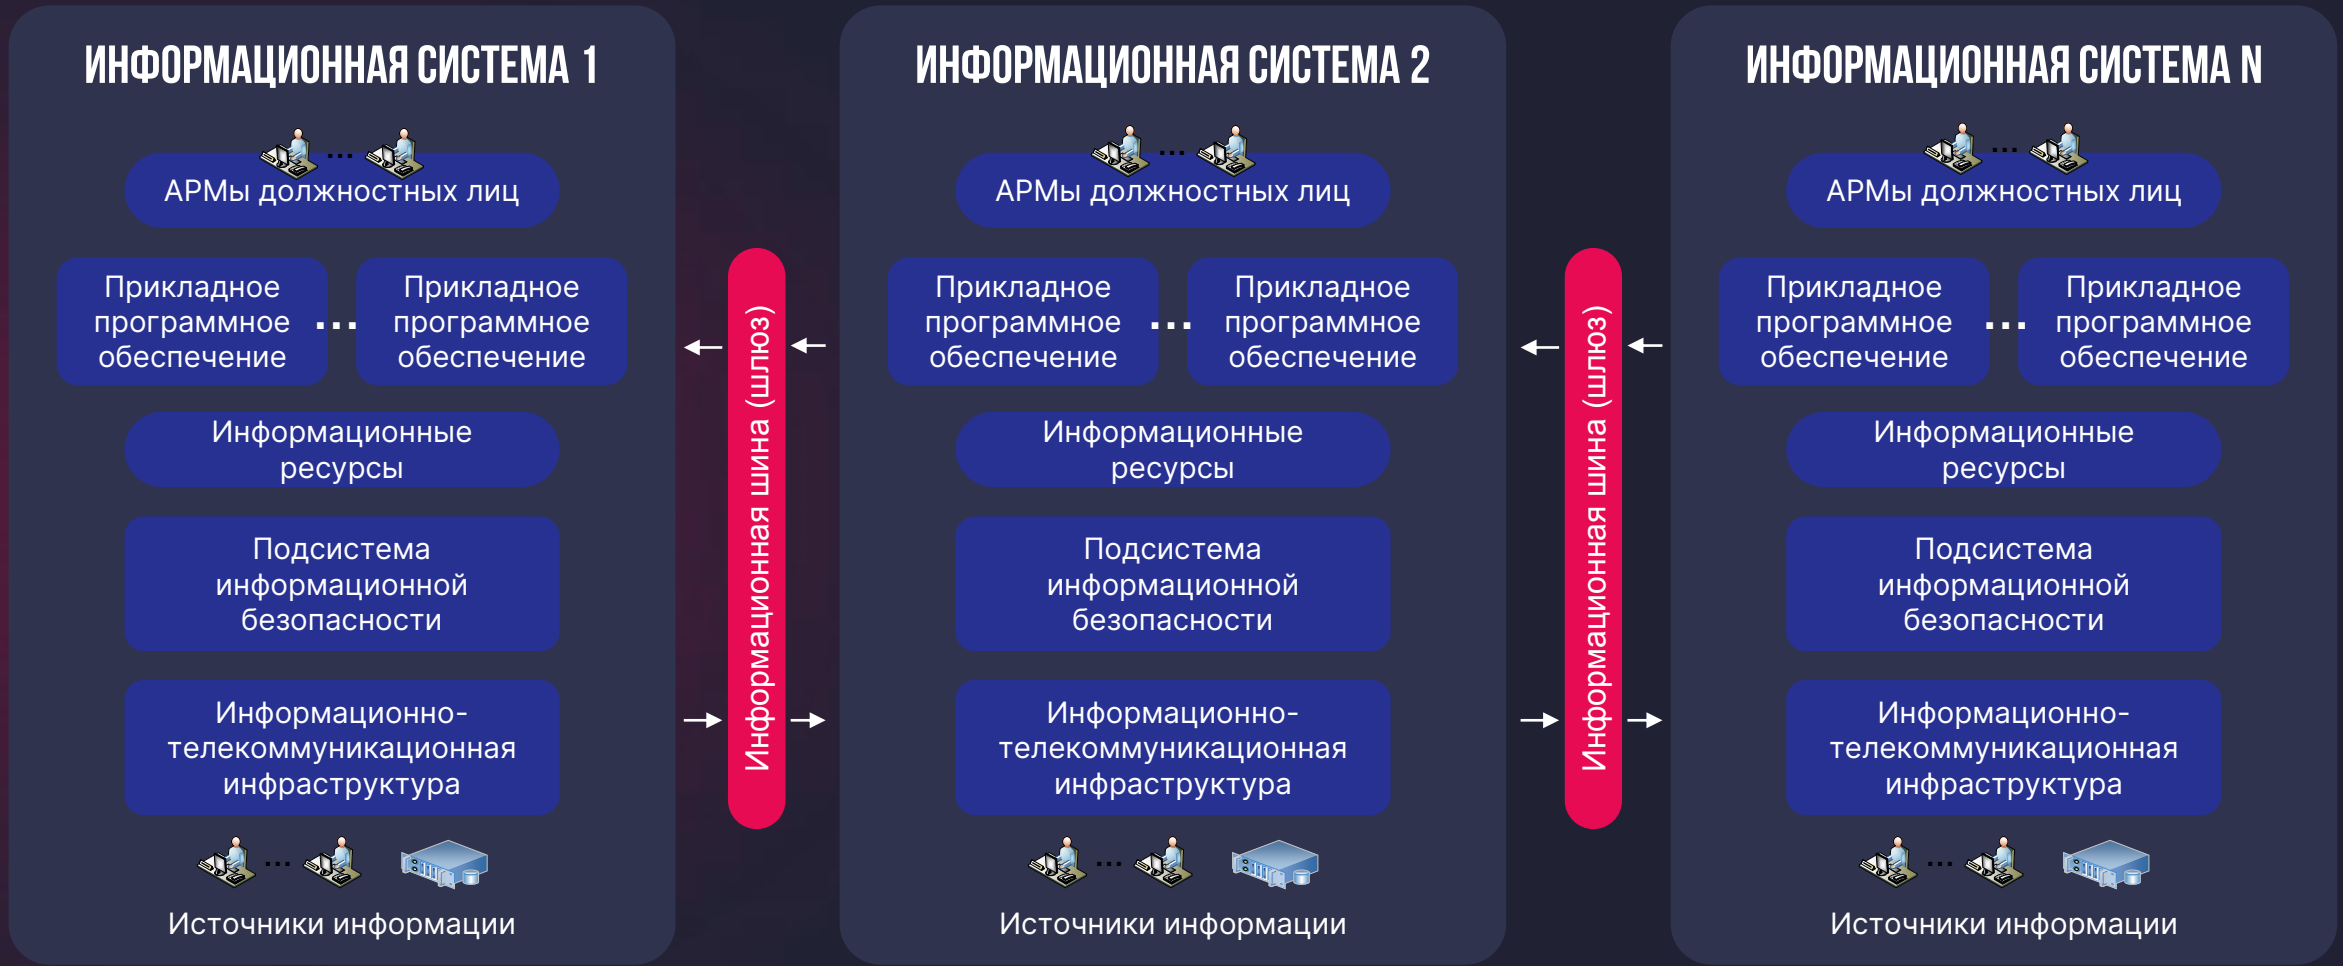 ИНФОРМАЦИОННАЯ СИСТЕМА 1
...
АРМы должностных лиц
Прикладное
программное
обеспечение
...
Прикладное
программное
обеспечение
Информационные
ресурсы
Подсистема
информационной
безопасности
Информационно-
телекоммуникационная
инфраструктура
...
Источники информации
Информационная шина (шлюз)
ИНФОРМАЦИОННАЯ СИСТЕМА 2
...
АРМы должностных лиц
Прикладное
программное
обеспечение
...
Прикладное
программное
обеспечение
Информационные
ресурсы
Подсистема
информационной
безопасности
Информационно-
телекоммуникационная
инфраструктура
...
Источники информации
Информационная шина (шлюз)
ИНФОРМАЦИОННАЯ СИСТЕМА N
...
АРМы должностных лиц
Прикладное
программное
обеспечение
...
Прикладное
программное
обеспечение
Информационные
ресурсы
Подсистема
информационной
безопасности
Информационно-
телекоммуникационная
инфраструктура
...
Источники информации